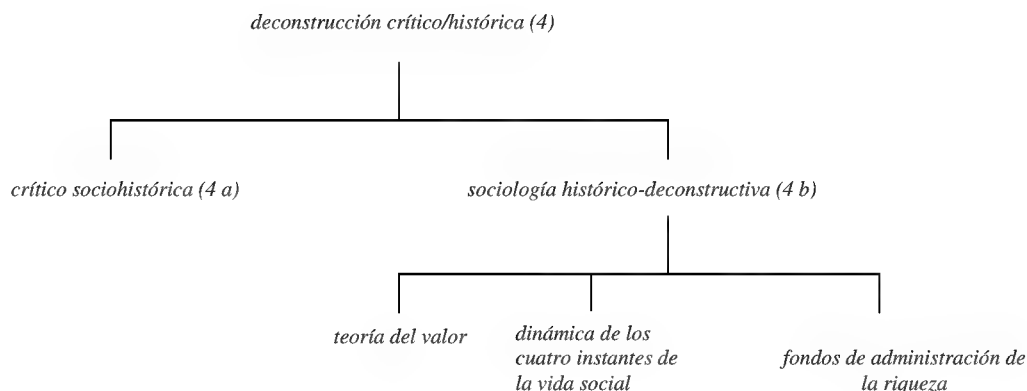 deconstrucción crítico/histórica (4)
crítico sociohistórica (4 a)
sociología histórico-deconstructiva (4 b)
teoría del valor
dinámica de los
cuatro instantes de
la vida social
fondos de administración de
la riqueza